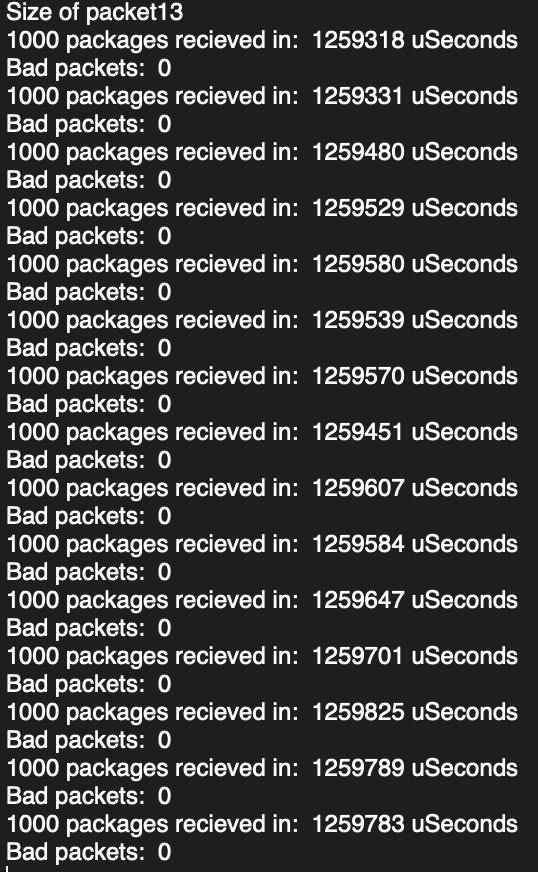 Size of packet13
1000 packages recieved in:  1259318 uSeconds
Bad packets:  0
1000 packages recieved in:  1259331 uSeconds
Bad packets:  0
1000 packages recieved in:  1259480 uSeconds
Bad packets:  0
1000 packages recieved in:  1259529 uSeconds
Bad packets:  0
1000 packages recieved in:  1259580 uSeconds
Bad packets:  0
1000 packages recieved in:  1259539 uSeconds
Bad packets:  0
1000 packages recieved in:  1259570 uSeconds
Bad packets:  0
1000 packages recieved in:  1259451 uSeconds
Bad packets:  0
1000 packages recieved in:  1259607 uSeconds
Bad packets:  0
1000 packages recieved in:  1259584 uSeconds
Bad packets:  0
1000 packages recieved in:  1259647 uSeconds
Bad packets:  0
1000 packages recieved in:  1259701 uSeconds
Bad packets:  0
1000 packages recieved in:  1259825 uSeconds
Bad packets:  0
1000 packages recieved in:  1259789 uSeconds
Bad packets:  0
1000 packages recieved in:  1259783 uSeconds
Bad packets:  0